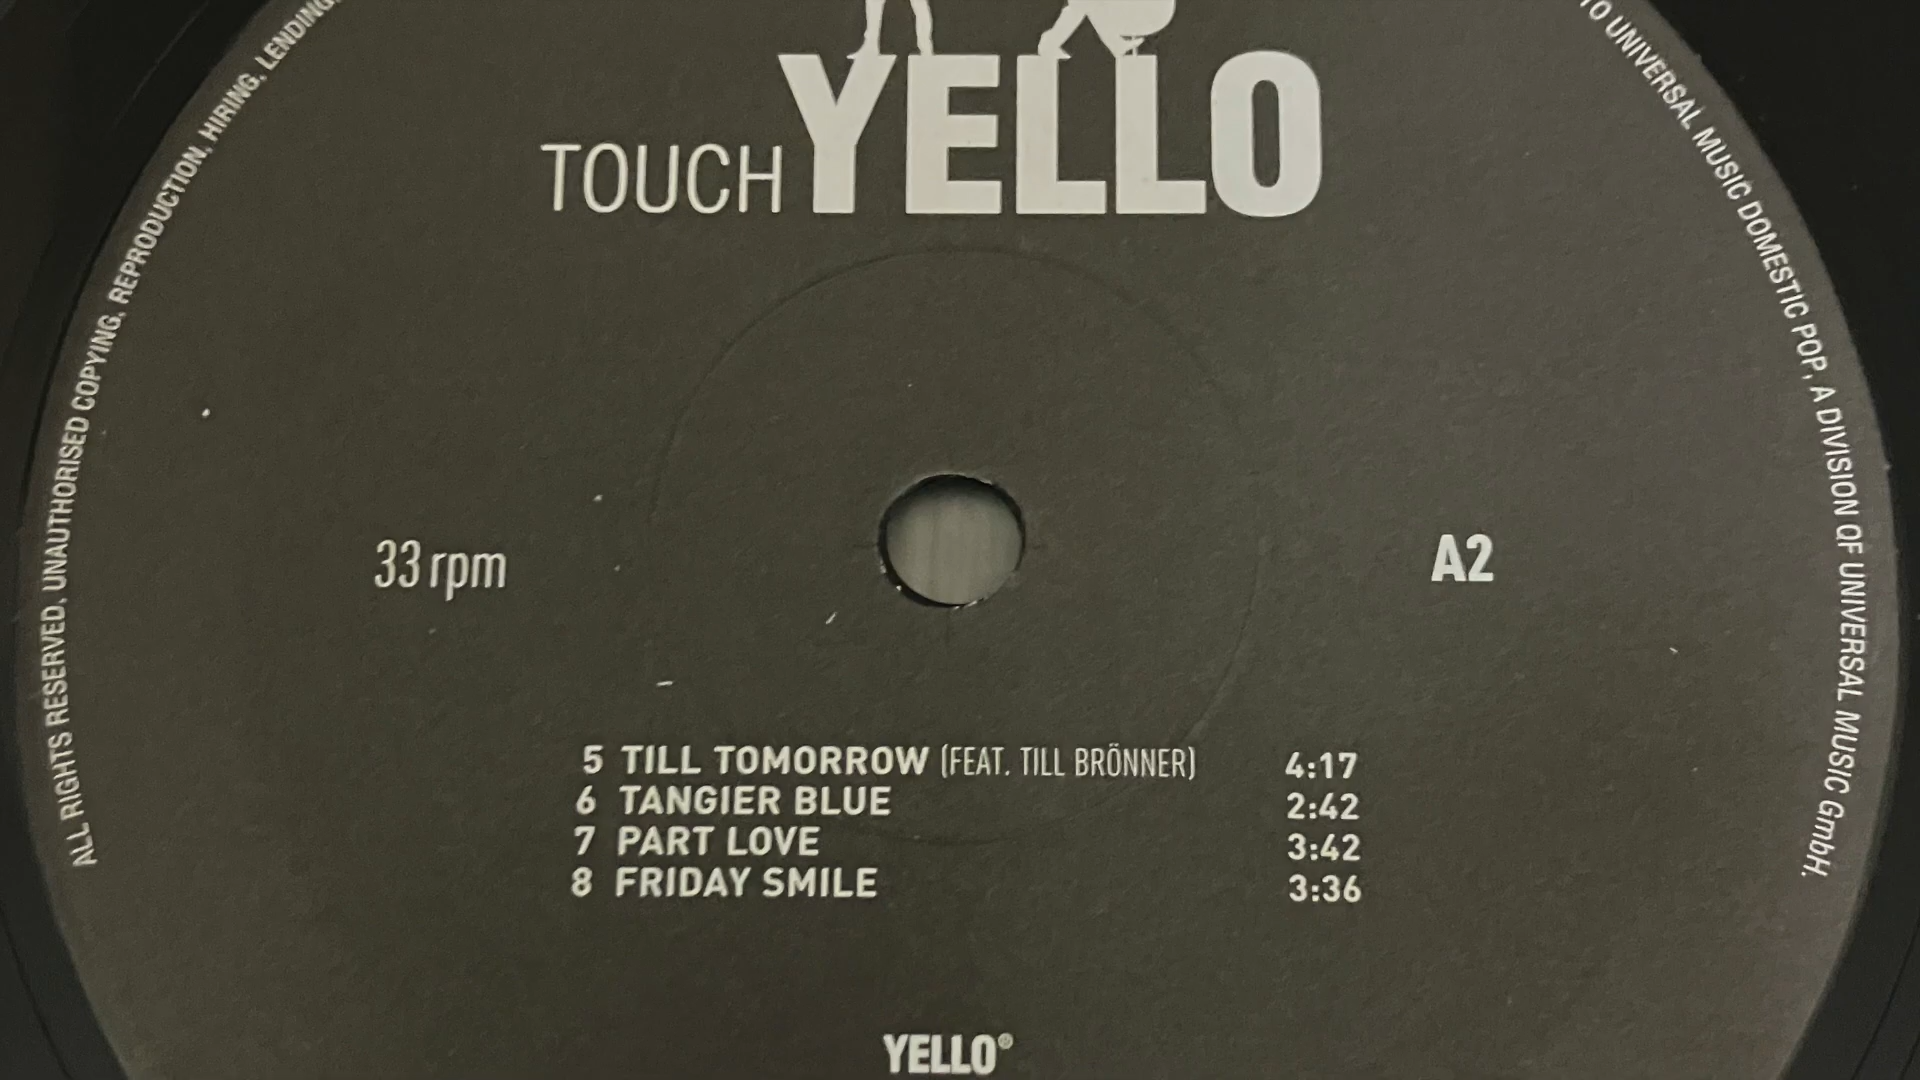 TOUCH YELLO
33 rpm
A2
5 TILL TOMORROW (FEAT. TILL BRÖNNER) 4:17
6 TANGIER BLUE 2:42
7 PART LOVE 3:42
8 FRIDAY SMILE 3:36
YELLO®
ALL RIGHTS RESERVED, UNAUTHORISED COPYING, REPRODUCTION, HIRING, LENDING,
TO UNIVERSAL MUSIC DOMESTIC POP, A DIVISION OF UNIVERSAL MUSIC GmbH.